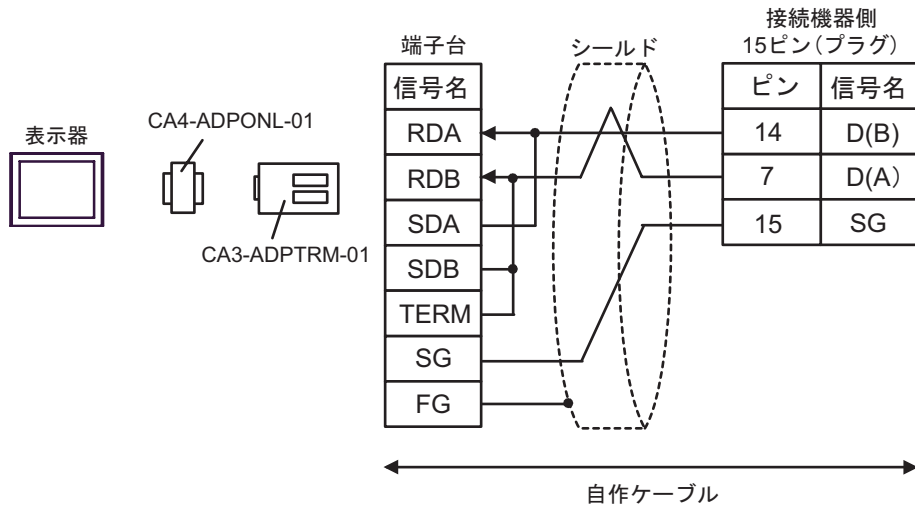 表示器
CA4-ADPONL-01
CA3-ADPTRM-01
端子台
信号名
RDA
RDB
SDA
SDB
TERM
SG
FG
シールド
接続機器側
15ピン（プラグ）
ピン 信号名
14 D(B)
7 D(A）
15 SG
自作ケーブル